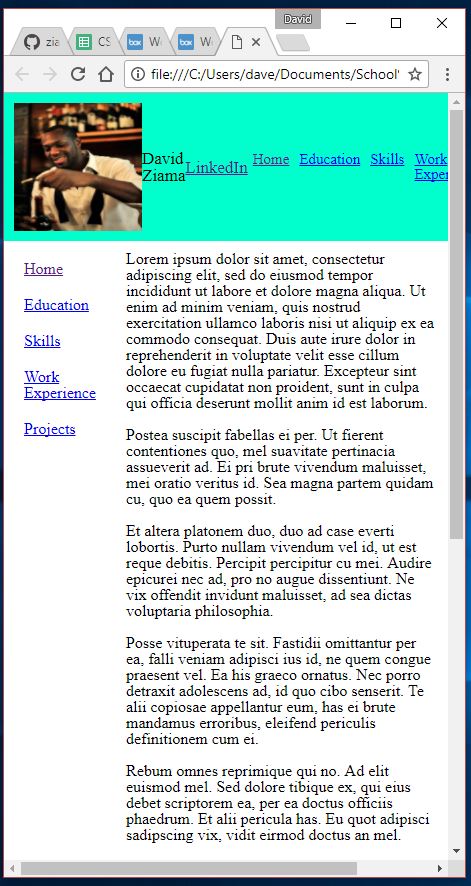 David
zia
CS
We
We
file:///C:/Users/dave/Documents/School
David
Ziama
LinkedIn
Home
Education
Skills
Work
Exper
Home
Education
Skills
Work
Experience
Projects
Lorem ipsum dolor sit amet, consectetur
adipiscing elit, sed do eiusmod tempor
incididunt ut labore et dolore magna aliqua. Ut
enim ad minim veniam, quis nostrud
exercitation ullamco laboris nisi ut aliquip ex ea
commodo consequat. Duis aute irure dolor in
reprehenderit in voluptate velit esse cillum
dolore eu fugiat nulla pariatur. Excepteur sint
occaecat cupidatat non proident, sunt in culpa
qui officia deserunt mollit anim id est laborum.
Postea suscipit fabellas ei per. Ut fierent
contentiones quo, mel suavitate pertinacia
assueverit ad. Ei pri brute vivendum maluisset,
mei oratio veritus id. Sea magna partem quidam
cu, quo ea quem possit.
Et altera platonem duo, duo ad case everti
lobortis. Purto nullam vivendum vel id, ut est
reque debitis. Percipit percipitur cu mei. Audire
epicurei nec ad, pro no augue dissentiunt. Ne
vix offendit invidunt maluisset, ad sea dictas
voluptaria philosophia.
Posse vituperata te sit. Fastidii omittantur per
ea, falli veniam adipisci ius id, ne quem congue
praesent vel. Ea his graeco ornatus. Nec porro
detraxit adolescens ad, id quo cibo senserit. Te
alii copiosae appellantur eum, has ei brute
mandamus erroribus, eleifend periculis
definitionem cum ei.
Rebum omnes reprimique qui no. Ad elit
euismod mel. Sed dolore tibique ex, qui eius
debet scriptorem ea, per ea doctus officiis
phaedrum. Et alii pericula has. Eu quot adipisci
sadipscing vix, vidit eirmod doctus an mel.